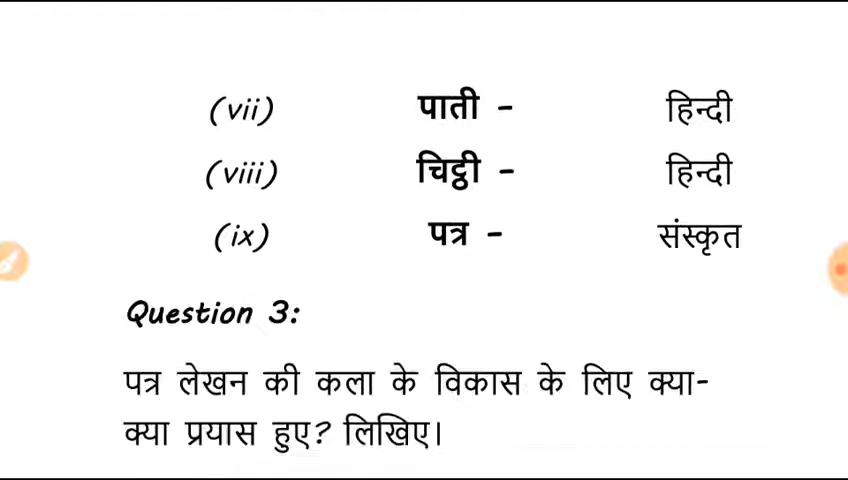 (vii) पाती - हिन्दी
(viii) चिट्ठी - हिन्दी
(ix) पत्र - संस्कृत
Question 3:
पत्र लेखन की कला के विकास के लिए क्या-
क्या प्रयास हुए? लिखिए।